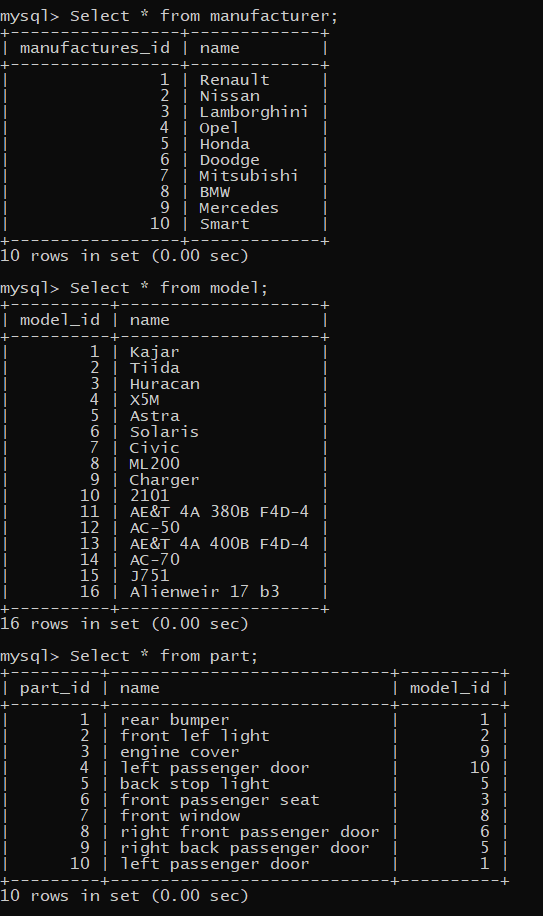 mysql> Select * from manufacturer;
+-----------------+-------------+
| manufactures_id | name        |
+-----------------+-------------+
|               1 | Renault     |
|               2 | Nissan      |
|               3 | Lamborghini |
|               4 | Opel        |
|               5 | Honda       |
|               6 | Doodge      |
|               7 | Mitsubishi  |
|               8 | BMW         |
|               9 | Mercedes    |
|              10 | Smart       |
+-----------------+-------------+
10 rows in set (0.00 sec)
mysql> Select * from model;
+----------+--------------------+
| model_id | name               |
+----------+--------------------+
|        1 | Kajar              |
|        2 | Tiida              |
|        3 | Huracan            |
|        4 | X5M                |
|        5 | Astra              |
|        6 | Solaris            |
|        7 | Civic              |
|        8 | ML200              |
|        9 | Charger            |
|       10 | 2101               |
|       11 | AE&T 4A 380B F4D-4 |
|       12 | AC-50              |
|       13 | AE&T 4A 400B F4D-4 |
|       14 | AC-70              |
|       15 | J751               |
|       16 | Alienweir 17 b3    |
+----------+--------------------+
16 rows in set (0.00 sec)
mysql> Select * from part;
+---------+----------------------------+----------+
| part_id | name                       | model_id |
+---------+----------------------------+----------+
|       1 | rear bumper                |        1 |
|       2 | front lef light            |        2 |
|       3 | engine cover               |        9 |
|       4 | left passenger door        |       10 |
|       5 | back stop light            |        5 |
|       6 | front passenger seat       |        3 |
|       7 | front window               |        8 |
|       8 | right front passenger door |        6 |
|       9 | right back passenger door  |        5 |
|      10 | left passenger door        |        1 |
+---------+----------------------------+----------+
10 rows in set (0.00 sec)